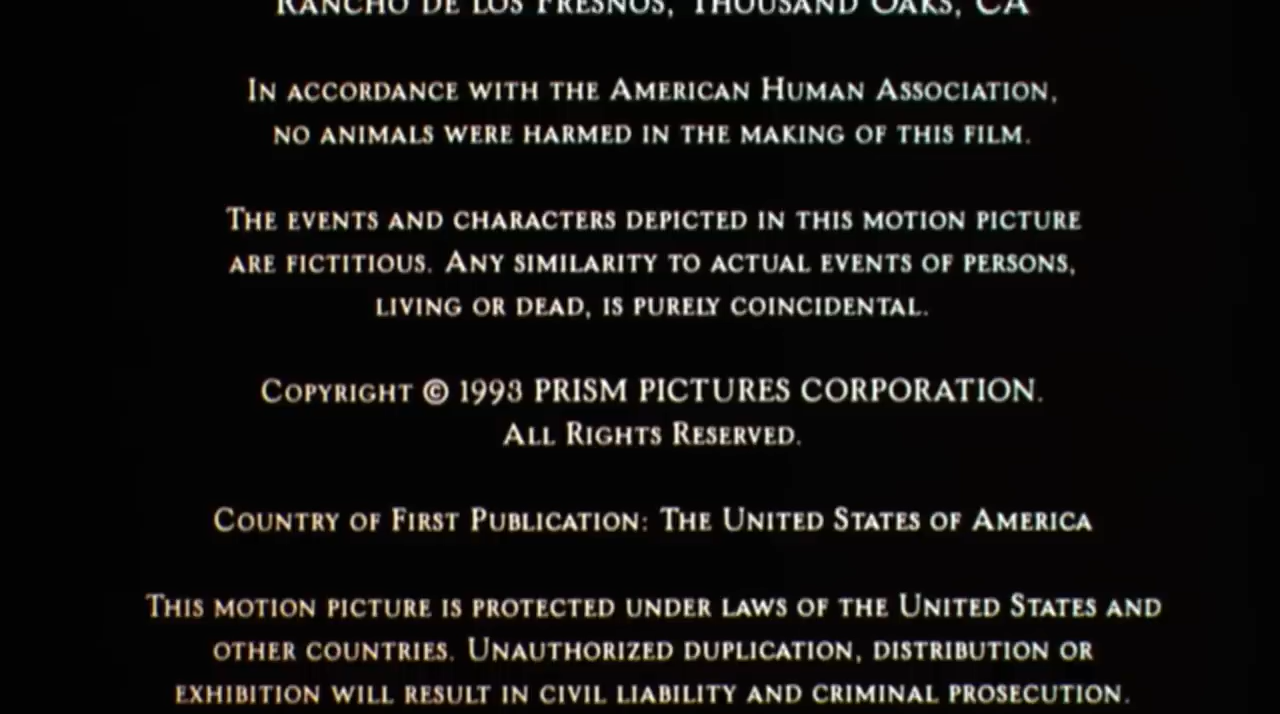 Rancho de los Fresnos, Thousand Oaks, CA
In accordance with the American Human Association,
no animals were harmed in the making of this film.
The events and characters depicted in this motion picture
are fictitious. Any similarity to actual events of persons,
living or dead, is purely coincidental.
Copyright © 1993 PRISM PICTURES CORPORATION.
All Rights Reserved.
Country of First Publication: The United States of America
This motion picture is protected under laws of the United States and
other countries. Unauthorized duplication, distribution or
exhibition will result in civil liability and criminal prosecution.